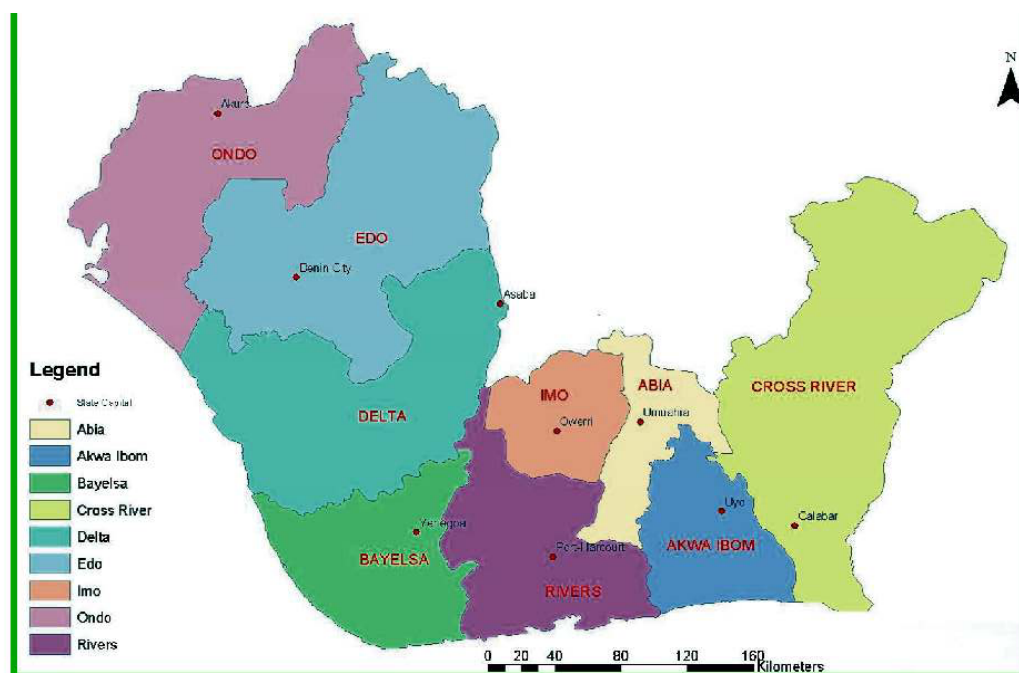 N
Akure
ONDO
EDO
Benin City
Asaba
Legend
State Capital
Abia
Akwa Ibom
Bayelsa
Cross River
Delta
Edo
Imo
Ondo
Rivers
IMO
ABIA
CROSS RIVER
DELTA
Owerri
Umuahia
Uyo
Calabar
Yenegoa
BAYELSA
Port-Harcourt
AKWA IBOM
RIVERS
0 20 40 80 120 160
Kilometers